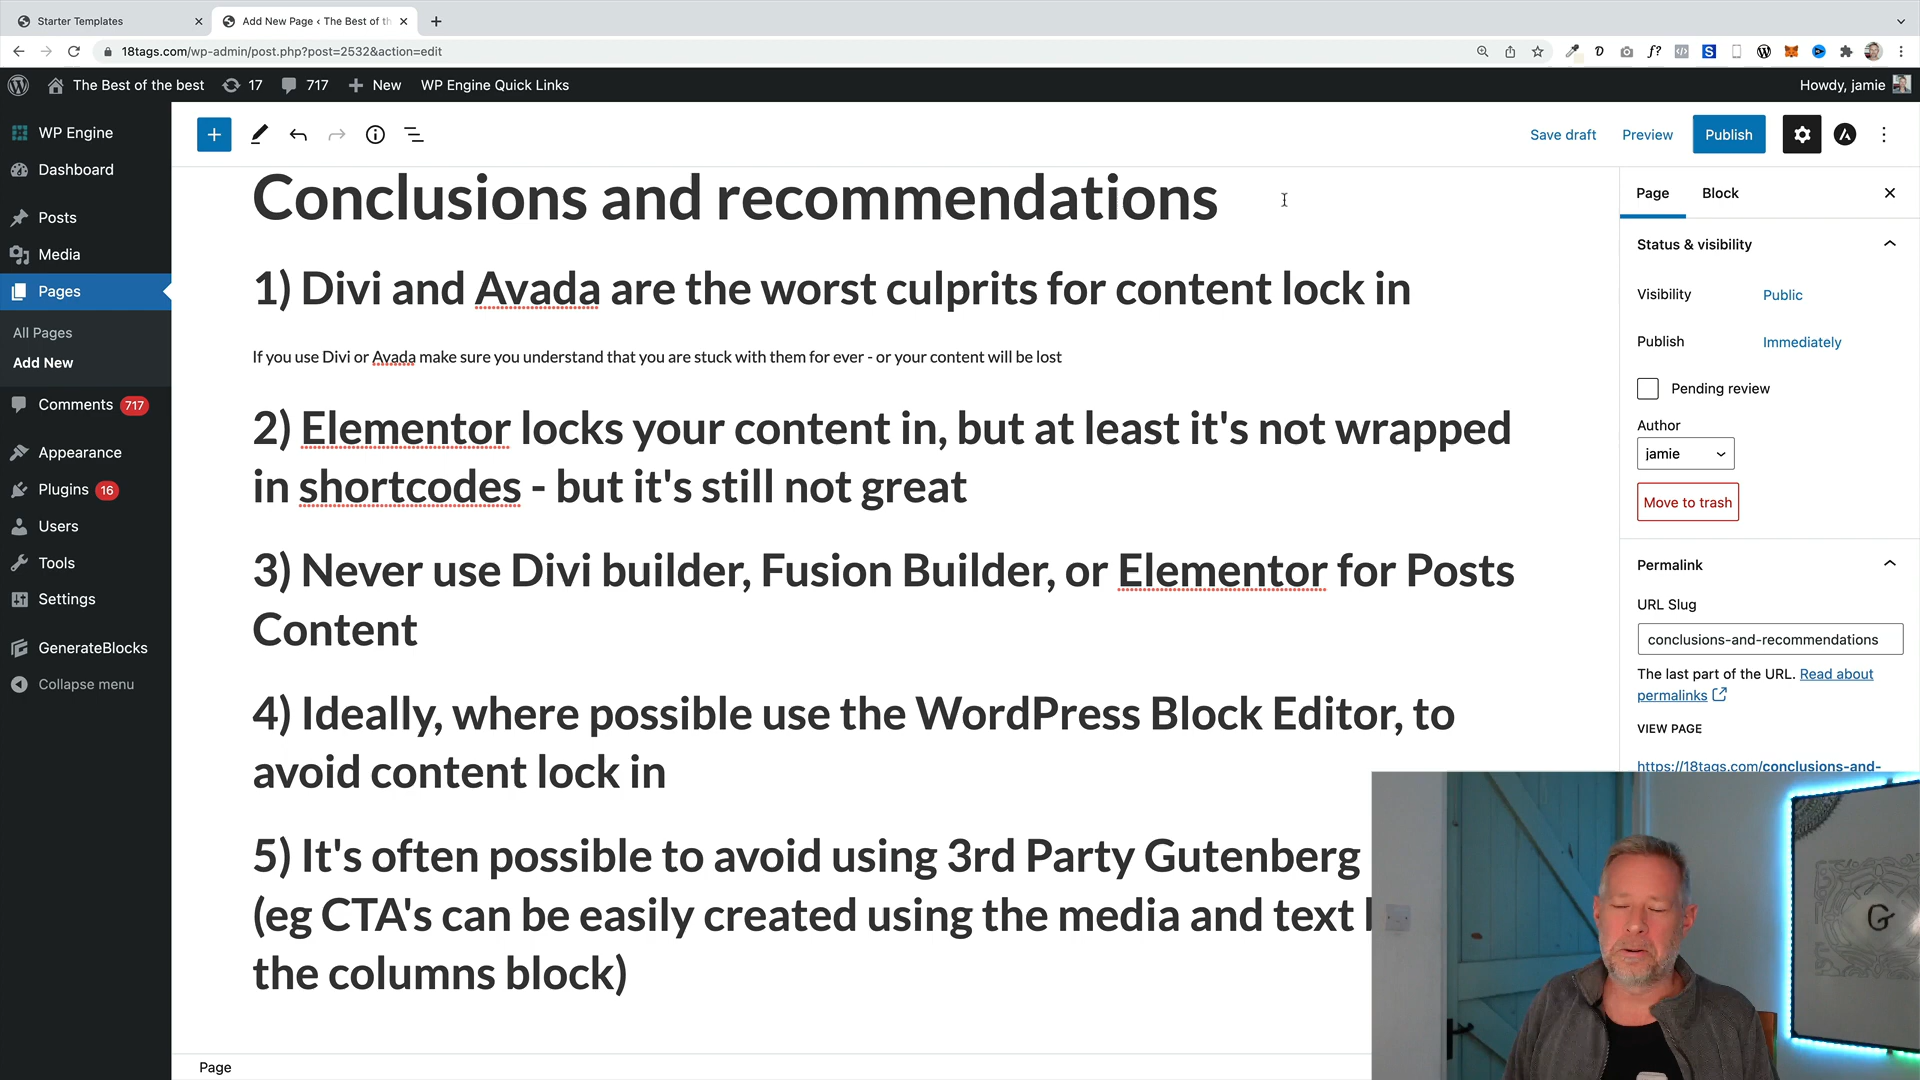 Starter Templates
Add New Page ‹ The Best of th
18tags.com/wp-admin/post.php?post=2532&action=edit
The Best of the best
17
717
New
WP Engine Quick Links
Howdy, jamie
WP Engine
Dashboard
Posts
Media
Pages
All Pages
Add New
Comments 717
Appearance
Plugins 16
Users
Tools
Settings
GenerateBlocks
Collapse menu
Save draft
Preview
Publish
Conclusions and recommendations
1) Divi and Avada are the worst culprits for content lock in
If you use Divi or Avada make sure you understand that you are stuck with them for ever - or your content will be lost
2) Elementor locks your content in, but at least it's not wrapped
in shortcodes - but it's still not great
3) Never use Divi builder, Fusion Builder, or Elementor for Posts
Content
4) Ideally, where possible use the WordPress Block Editor, to
avoid content lock in
5) It's often possible to avoid using 3rd Party Gutenberg
(eg CTA's can be easily created using the media and text
the columns block)
Page
Page
Block
Status & visibility
Visibility
Public
Publish
Immediately
Pending review
Author
jamie
Move to trash
Permalink
URL Slug
conclusions-and-recommendations
The last part of the URL. Read about
permalinks
VIEW PAGE
https://18tags.com/conclusions-and-
G